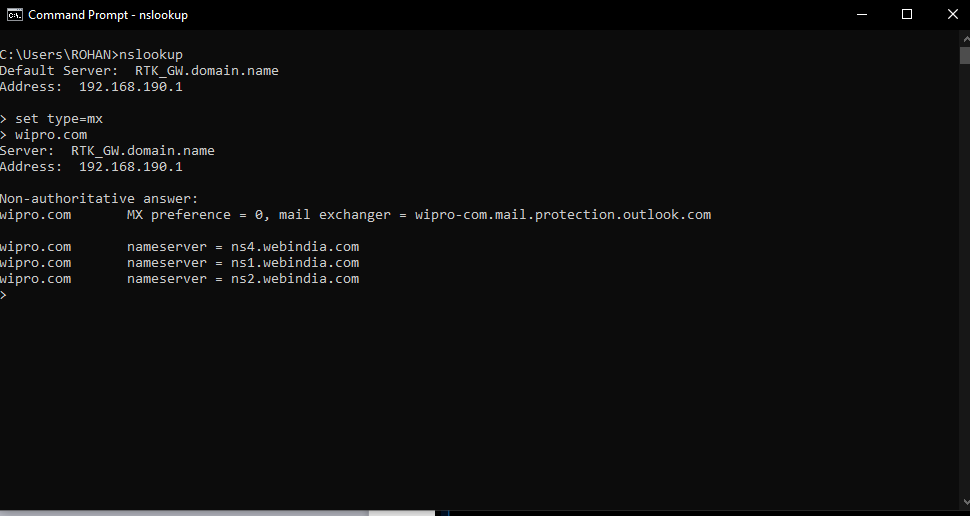 Command Prompt - nslookup
C:\Users\ROHAN>nslookup
Default Server:  RTK_GW.domain.name
Address:  192.168.190.1
> set type=mx
> wipro.com
Server:  RTK_GW.domain.name
Address:  192.168.190.1
Non-authoritative answer:
wipro.com       MX preference = 0, mail exchanger = wipro-com.mail.protection.outlook.com
wipro.com       nameserver = ns4.webindia.com
wipro.com       nameserver = ns1.webindia.com
wipro.com       nameserver = ns2.webindia.com
>